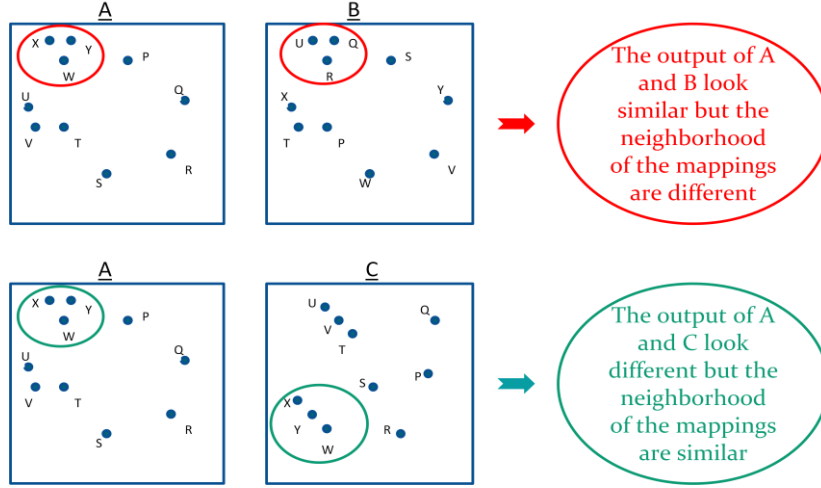 A
X Y P
W
Q
U
V T
S R
B
U Q S
R
Y
X
T P
W V
The output of A
and B look
similar but the
neighborhood
of the mappings
are different
A
X Y P
W
Q
U
V T
S R
C
U Q
V
T
S P
X
Y W R
The output of A
and C look
different but the
neighborhood
of the mappings
are similar